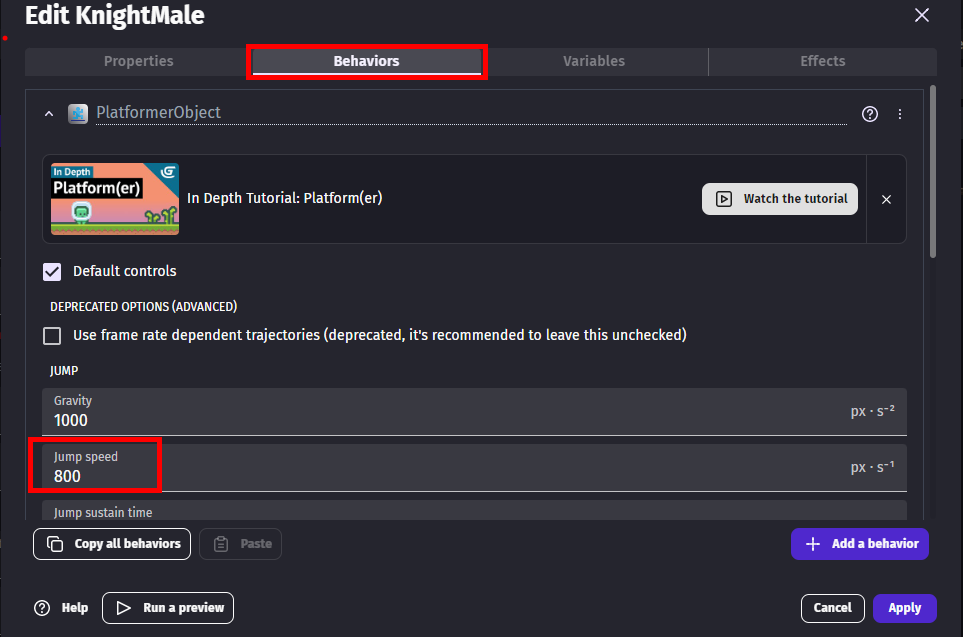 Edit KnightMale
Properties
Behaviors
Variables
Effects
PlatformerObject
In Depth
Platform(er)
In Depth Tutorial: Platform(er)
Watch the tutorial
Default controls
DEPRECATED OPTIONS (ADVANCED)
Use frame rate dependent trajectories (deprecated, it's recommended to leave this unchecked)
JUMP
Gravity
1000
px · s⁻²
Jump speed
800
px · s⁻¹
Jump sustain time
Copy all behaviors
Paste
Add a behavior
Help
Run a preview
Cancel
Apply